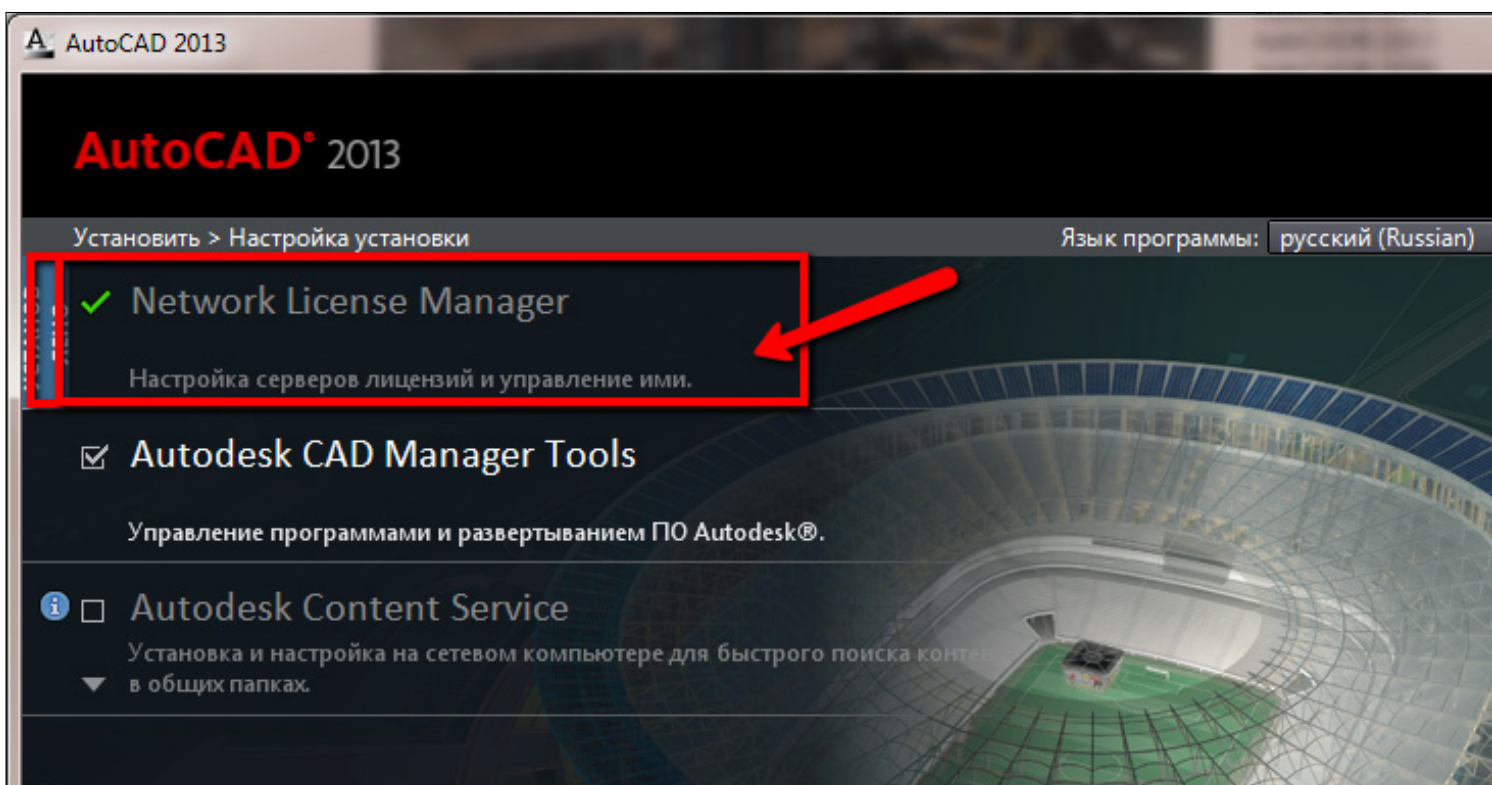 AutoCAD 2013
AutoCAD® 2013
Установить > Настройка установки
Язык программы: русский (Russian)
Network License Manager
Настройка серверов лицензий и управление ими.
Autodesk CAD Manager Tools
Управление программами и развертыванием ПО Autodesk®.
Autodesk Content Service
Установка и настройка на сетевом компьютере для быстрого поиска
в общих папках.